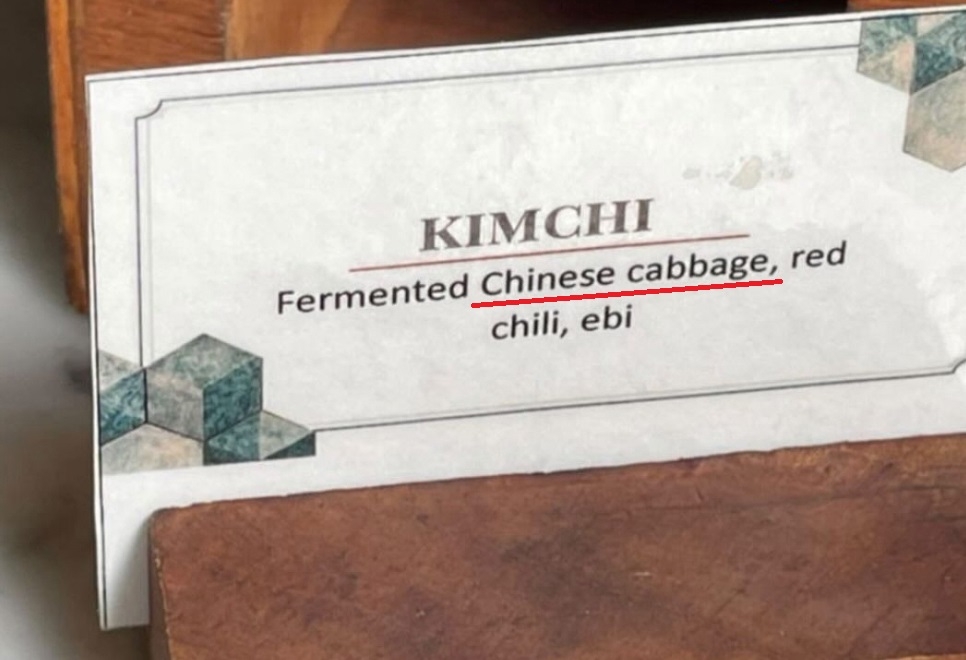 KIMCHI
Fermented Chinese cabbage, red
chili, ebi